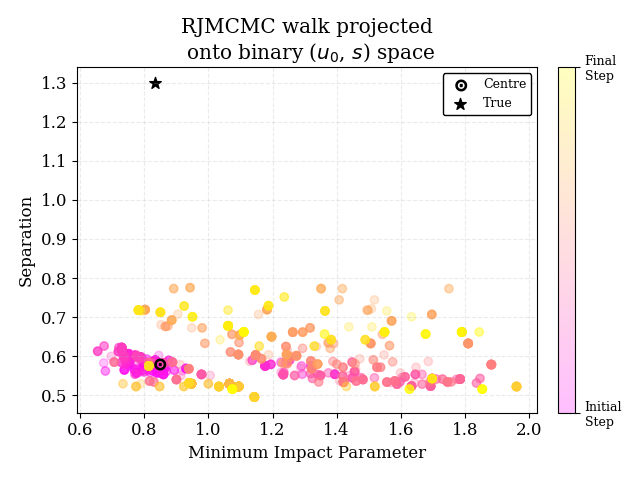 RJMCMC walk projected
onto binary (u₀, s) space
Centre
True
Final
Step
Initial
Step
1.3
1.2
1.1
1.0
0.9
0.8
0.7
0.6
0.5
Separation
0.6 0.8 1.0 1.2 1.4 1.6 1.8 2.0
Minimum Impact Parameter